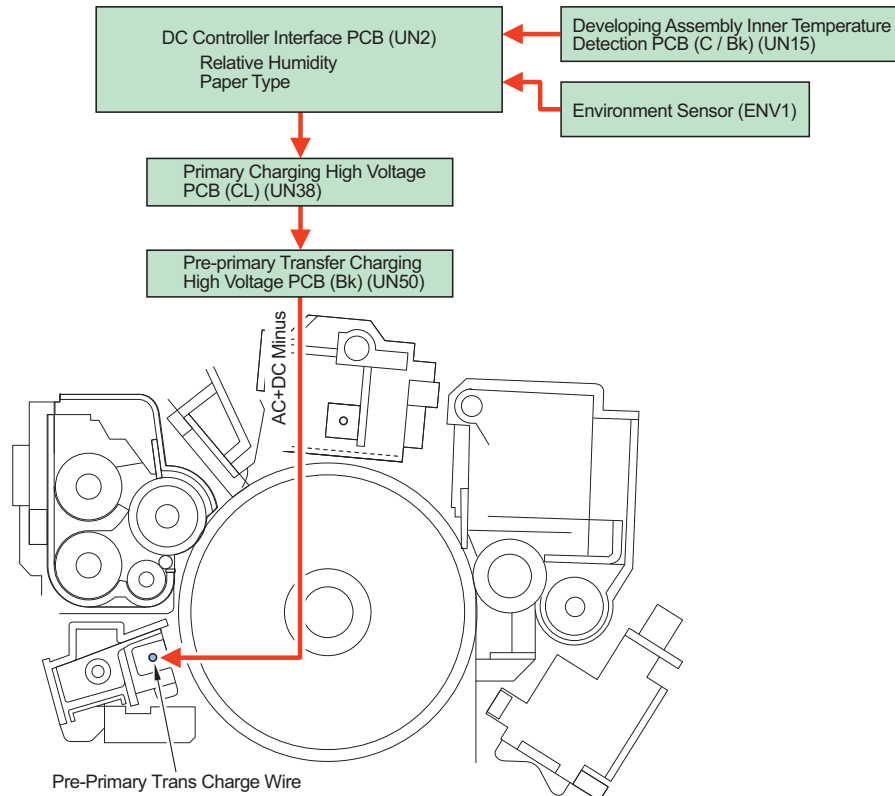 DC Controller Interface PCB (UN2)
Relative Humidity
Paper Type
Developing Assembly Inner Temperature
Detection PCB (C / Bk) (UN15)
Environment Sensor (ENV1)
Primary Charging High Voltage
PCB (CL) (UN38)
Pre-primary Transfer Charging
High Voltage PCB (Bk) (UN50)
AC+DC Minus
Pre-Primary Trans Charge Wire